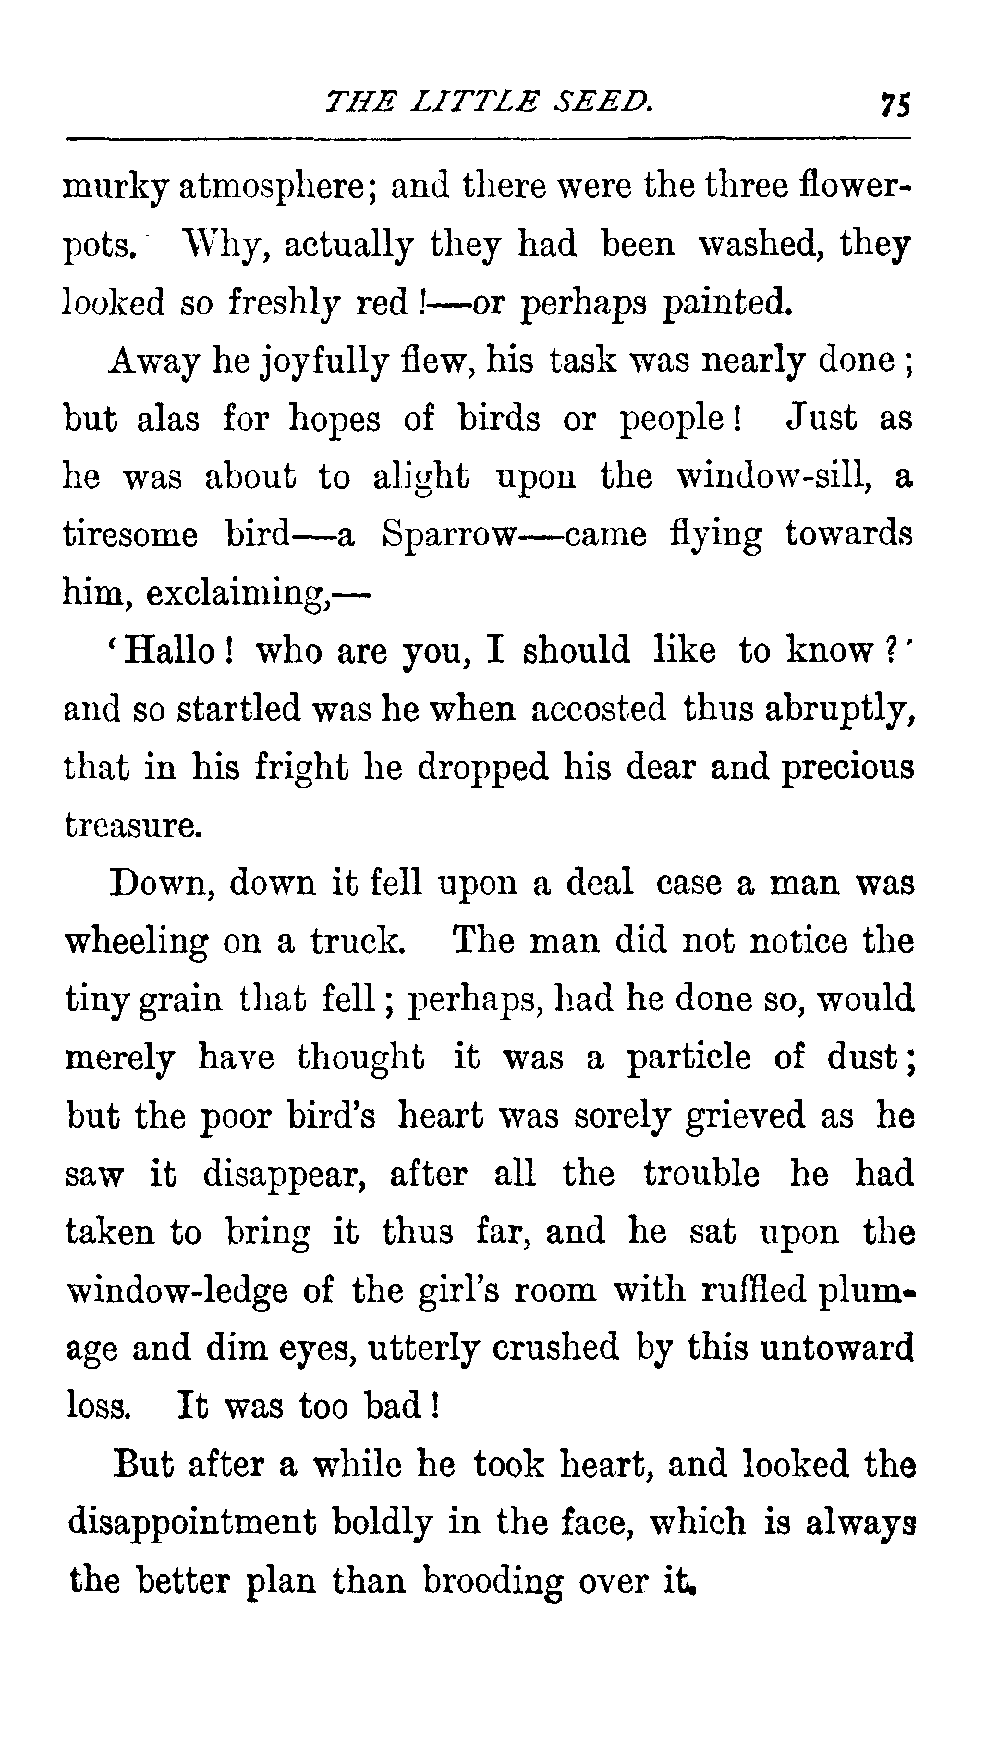 THE LITTLE SEED. 75
murky atmosphere; and there were the three flower-
pots. Why, actually they had been washed, they
looked so freshly red!—or perhaps painted.
Away he joyfully flew, his task was nearly done;
but alas for hopes of birds or people! Just as
he was about to alight upon the window-sill, a
tiresome bird—a Sparrow—came flying towards
him, exclaiming,—
‘Hallo! who are you, I should like to know?’
and so startled was he when accosted thus abruptly,
that in his fright he dropped his dear and precious
treasure.
Down, down it fell upon a deal case a man was
wheeling on a truck. The man did not notice the
tiny grain that fell; perhaps, had he done so, would
merely have thought it was a particle of dust;
but the poor bird’s heart was sorely grieved as he
saw it disappear, after all the trouble he had
taken to bring it thus far, and he sat upon the
window-ledge of the girl’s room with ruffled plum-
age and dim eyes, utterly crushed by this untoward
loss. It was too bad!
But after a while he took heart, and looked the
disappointment boldly in the face, which is always
the better plan than brooding over it.